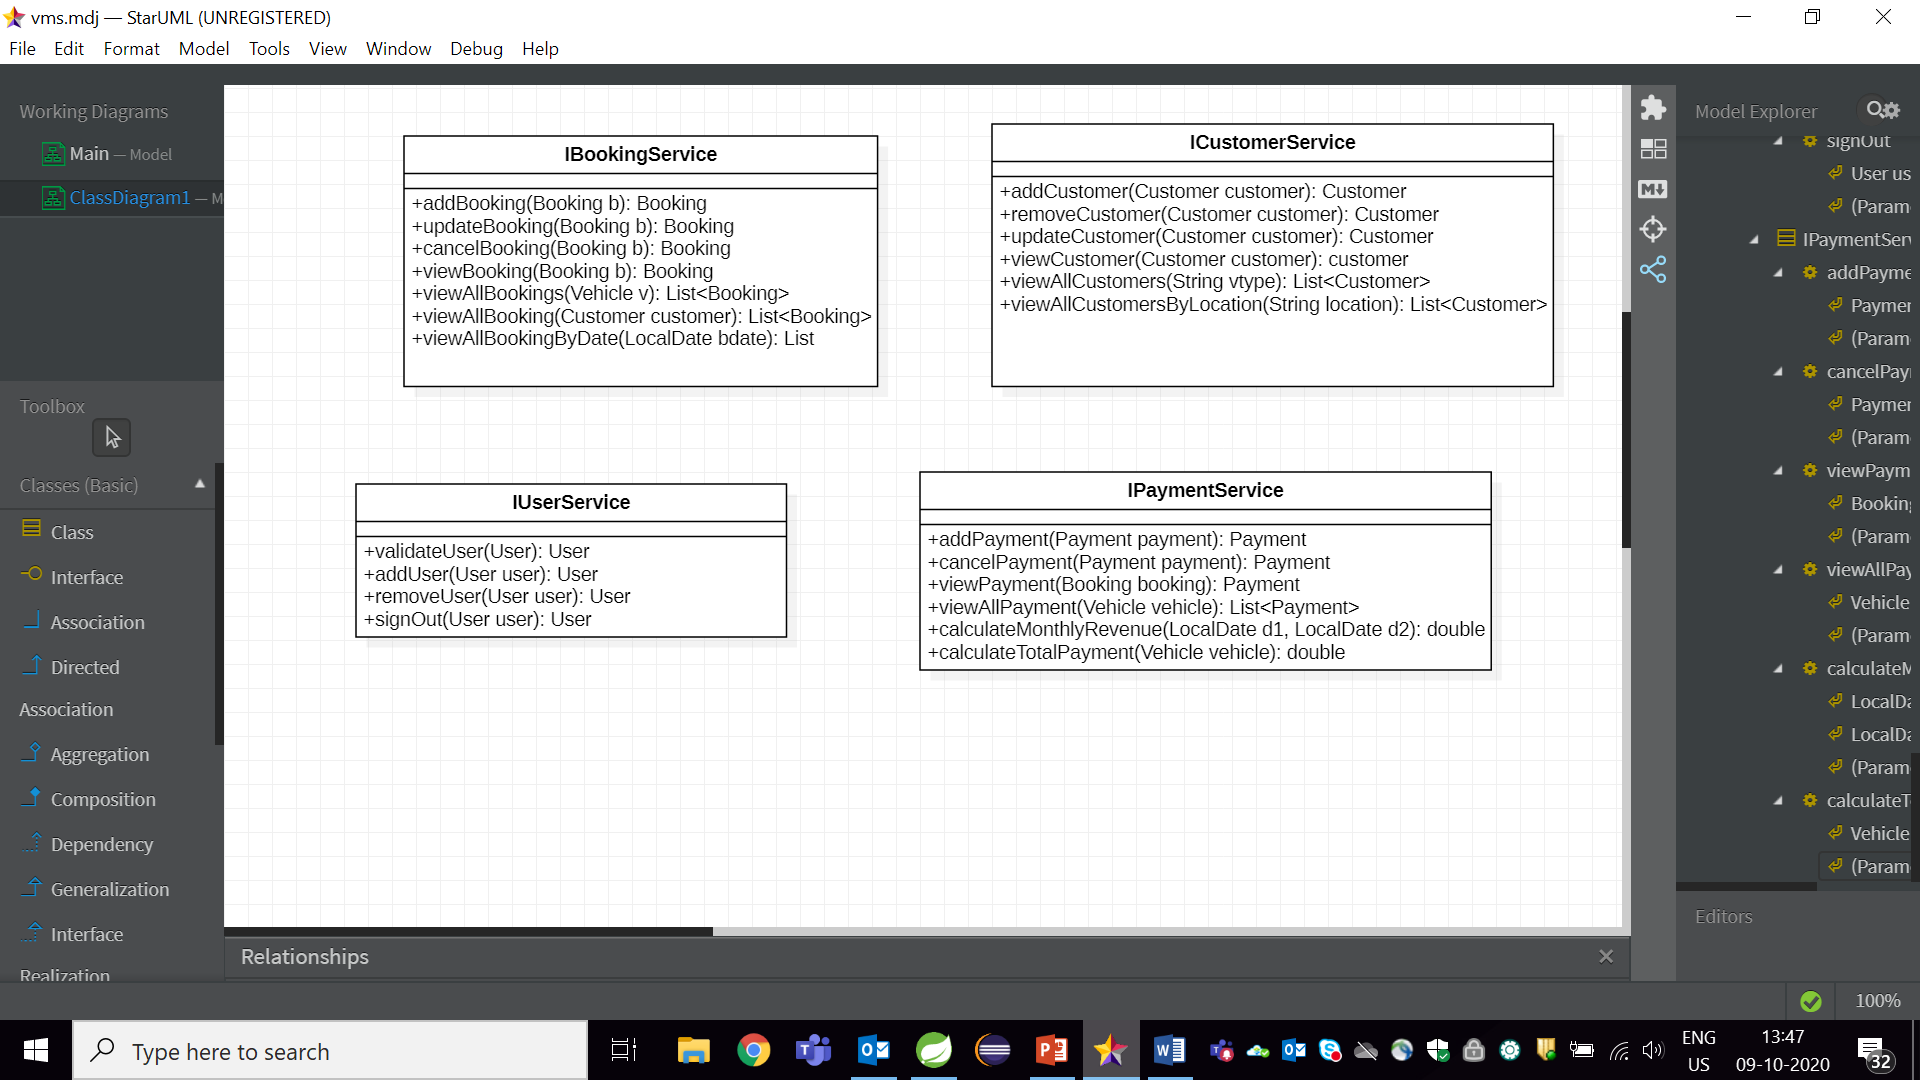 vms.mdj — StarUML (UNREGISTERED)
File Edit Format Model Tools View Window Debug Help
Working Diagrams
Main — Model
ClassDiagram1 — M
Toolbox
Classes (Basic)
Class
Interface
Association
Directed
Association
Aggregation
Composition
Dependency
Generalization
Interface
Realization
IBookingService
+addBooking(Booking b): Booking
+updateBooking(Booking b): Booking
+cancelBooking(Booking b): Booking
+viewBooking(Booking b): Booking
+viewAllBookings(Vehicle v): List<Booking>
+viewAllBooking(Customer customer): List<Booking>
+viewAllBookingByDate(LocalDate bdate): List
ICustomerService
+addCustomer(Customer customer): Customer
+removeCustomer(Customer customer): Customer
+updateCustomer(Customer customer): Customer
+viewCustomer(Customer customer): customer
+viewAllCustomers(String vtype): List<Customer>
+viewAllCustomersByLocation(String location): List<Customer>
IUserService
+validateUser(User): User
+addUser(User user): User
+removeUser(User user): User
+signOut(User user): User
IPaymentService
+addPayment(Payment payment): Payment
+cancelPayment(Payment payment): Payment
+viewPayment(Booking booking): Payment
+viewAllPayment(Vehicle vehicle): List<Payment>
+calculateMonthlyRevenue(LocalDate d1, LocalDate d2): double
+calculateTotalPayment(Vehicle vehicle): double
Relationships
M
Model Explorer
signOut
User us
(Param
IPaymentSer
addPayme
Paymer
(Param
cancelPay
Paymer
(Param
viewPaym
Bookin
(Param
viewAllPay
Vehicle
(Param
calculateM
LocalDa
LocalDa
(Param
calculateT
Vehicle
(Param
Editors
100%
Type here to search
ENG
US
13:47
09-10-2020
32